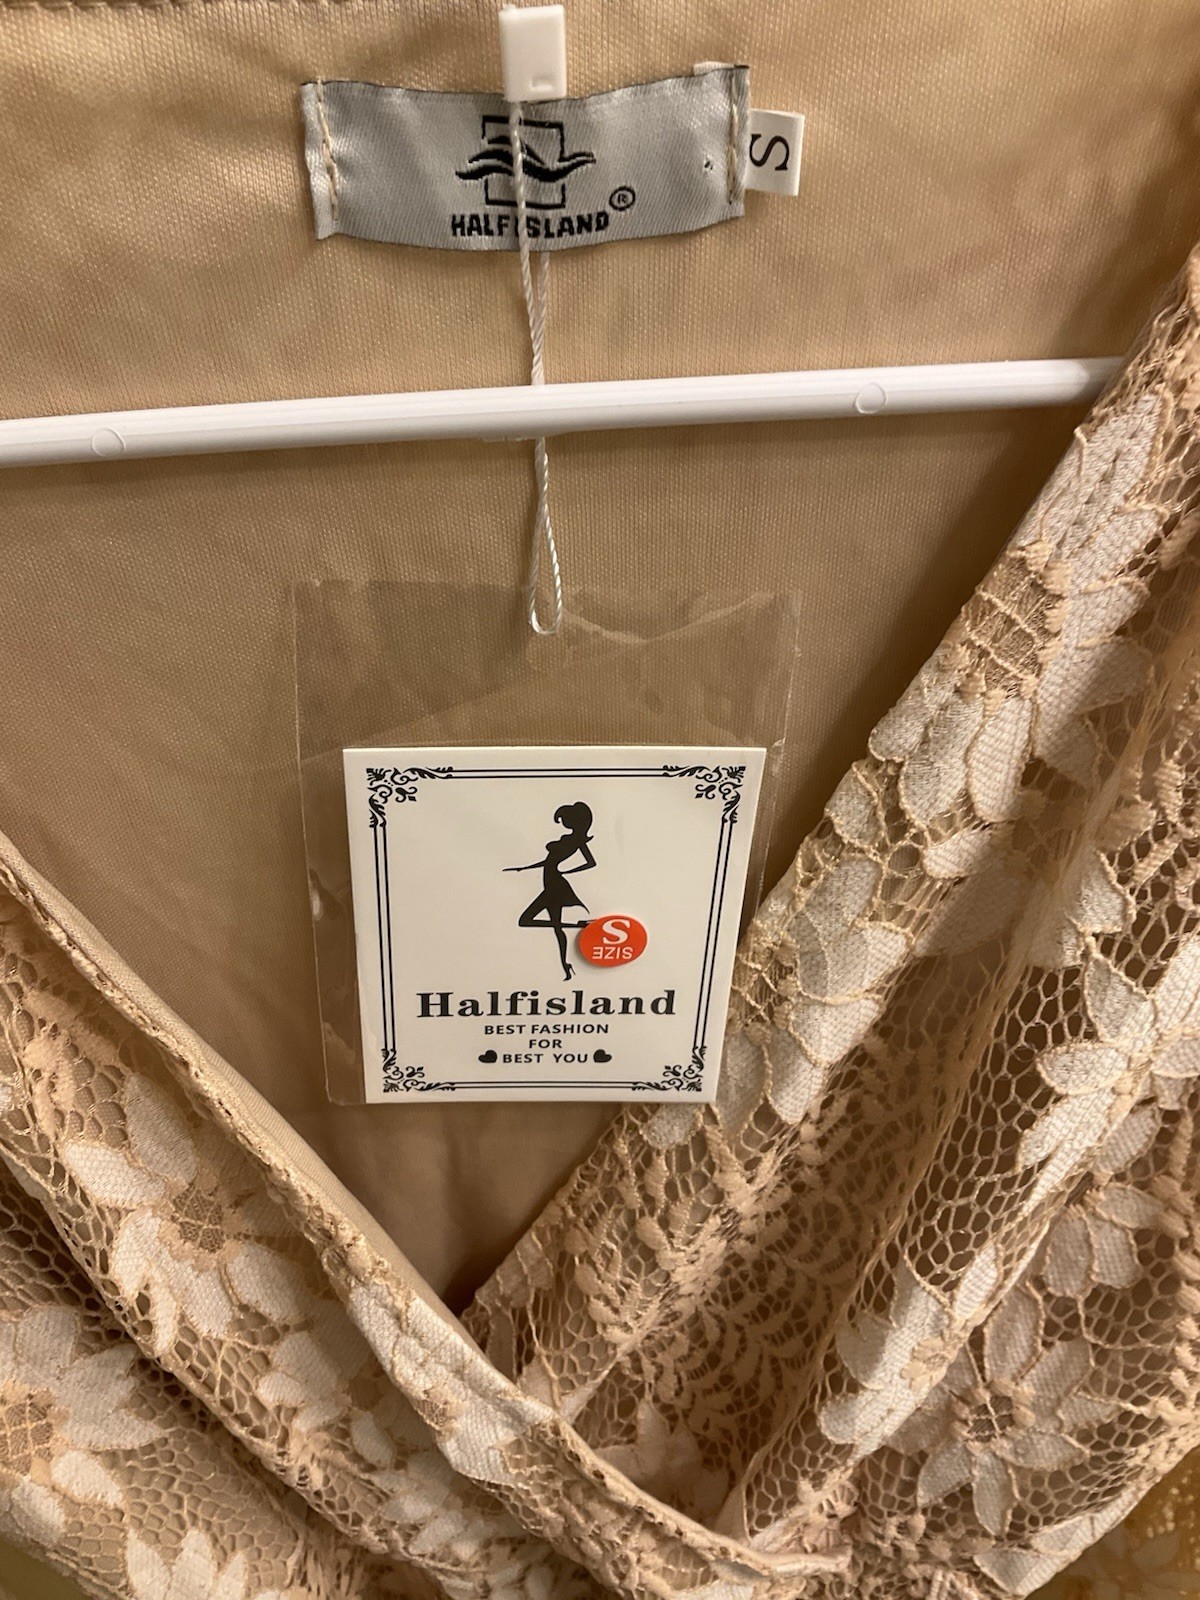 HALFISLAND®
S
S
SIZE
Halfisland
BEST FASHION
FOR
BEST YOU